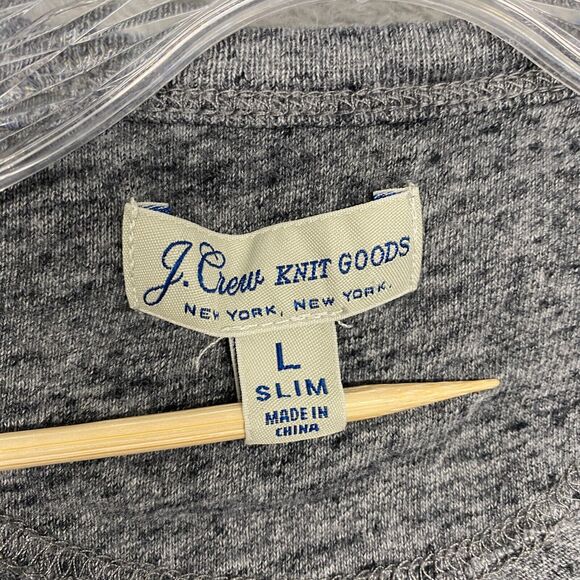 J. Crew KNIT GOODS
NEW YORK, NEW YORK.
L
SLIM
MADE IN
CHINA